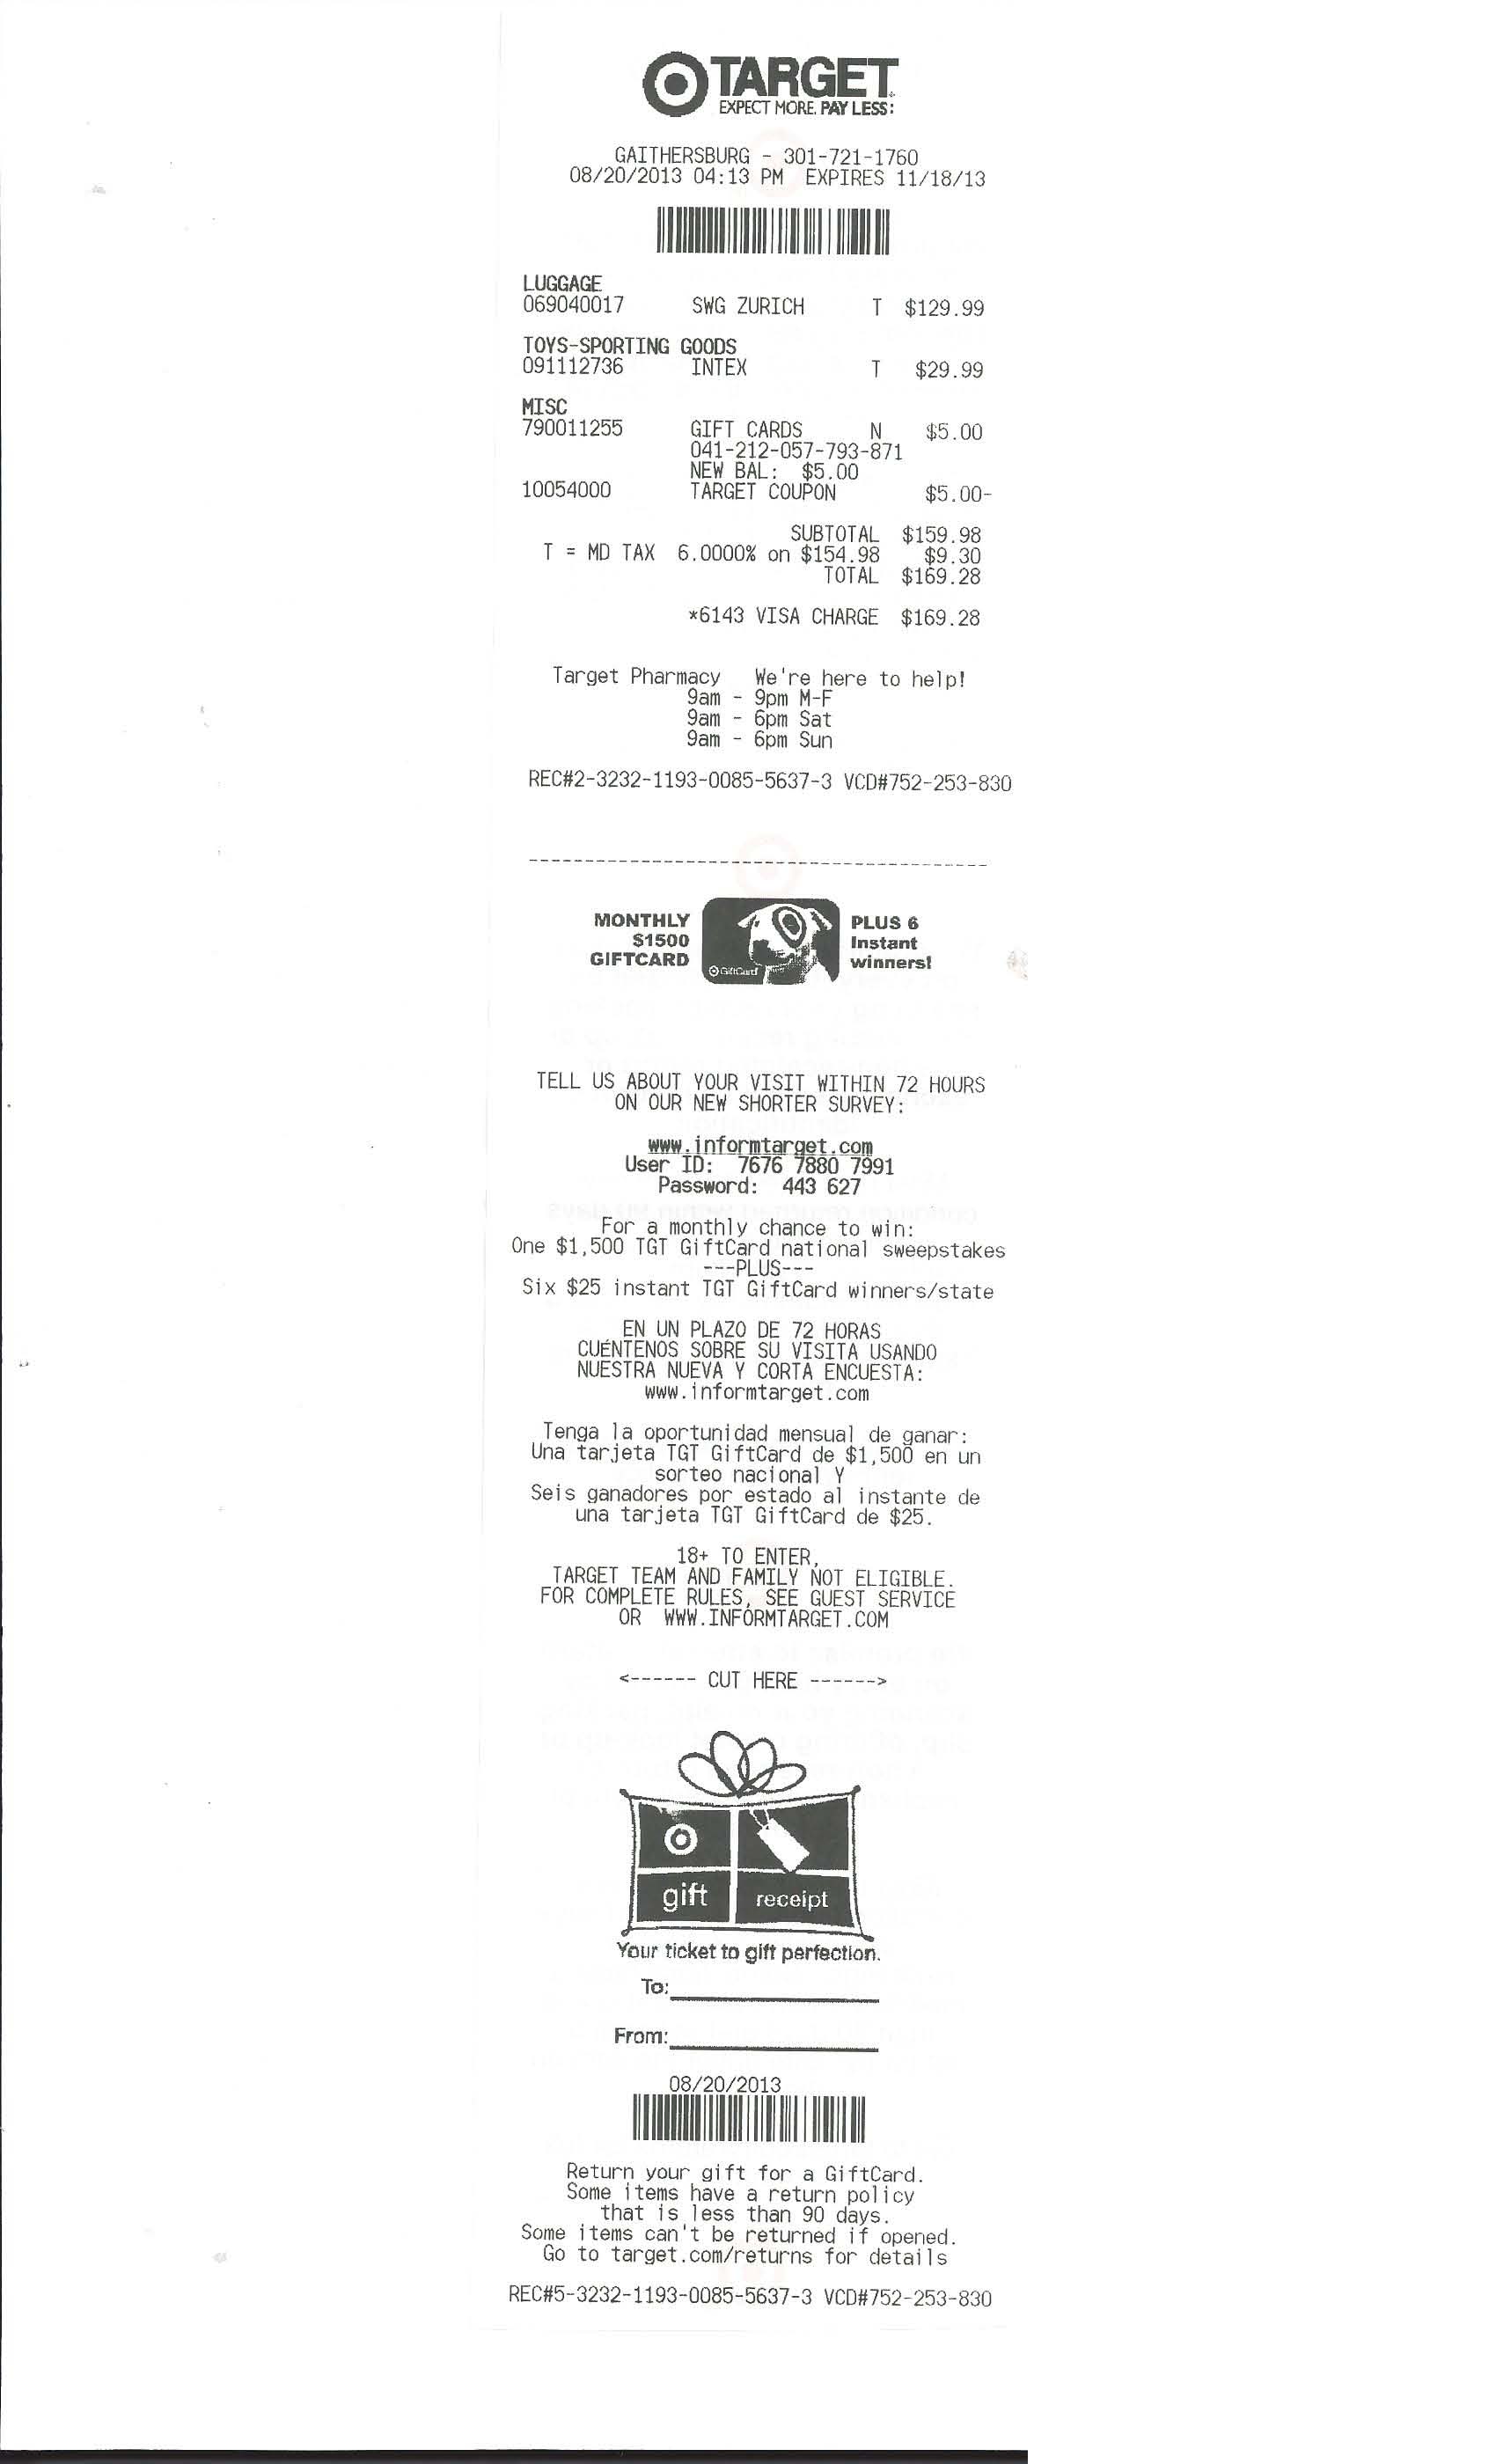 TARGET
EXPECT MORE. PAY LESS.
GAITHERSBURG - 301-721-1760
08/20/2013 04:13 PM EXPIRES 11/18/13
LUGGAGE
069040017 SWG ZURICH T $129.99
TOYS-SPORTING GOODS
091112736 INTEX T $29.99
MISC
790011255 GIFT CARDS N $5.00
041-212-057-793-871
NEW BAL: $5.00
10054000 TARGET COUPON $5.00-
SUBTOTAL $159.98
T = MD TAX 6.0000% on $154.98 $9.30
TOTAL $169.28
*6143 VISA CHARGE $169.28
Target Pharmacy We're here to help!
9am - 9pm M-F
9am - 6pm Sat
9am - 6pm Sun
REC#2-3232-1193-0085-5637-3 VCD#752-253-830
MONTHLY
$1500
GIFTCARD
GiftCard
PLUS 6
Instant
winners!
TELL US ABOUT YOUR VISIT WITHIN 72 HOURS
ON OUR NEW SHORTER SURVEY:
www.informtarget.com
User ID: 7676 7880 7991
Password: 443 627
For a monthly chance to win:
One $1,500 TGT GiftCard national sweepstakes
---PLUS---
Six $25 instant TGT GiftCard winners/state
EN UN PLAZO DE 72 HORAS
CUÉNTENOS SOBRE SU VISITA USANDO
NUESTRA NUEVA Y CORTA ENCUESTA:
www.informtarget.com
Tenga la oportunidad mensual de ganar:
Una tarjeta TGT GiftCard de $1,500 en un
sorteo nacional Y
Seis ganadores por estado al instante de
una tarjeta TGT GiftCard de $25.
18+ TO ENTER,
TARGET TEAM AND FAMILY NOT ELIGIBLE.
FOR COMPLETE RULES, SEE GUEST SERVICE
OR WWW.INFORMTARGET.COM
<------ CUT HERE ------>
gift receipt
Your ticket to gift perfection.
To:
From:
08/20/2013
Return your gift for a GiftCard.
Some items have a return policy
that is less than 90 days.
Some items can't be returned if opened.
Go to target.com/returns for details
REC#5-3232-1193-0085-5637-3 VCD#752-253-830